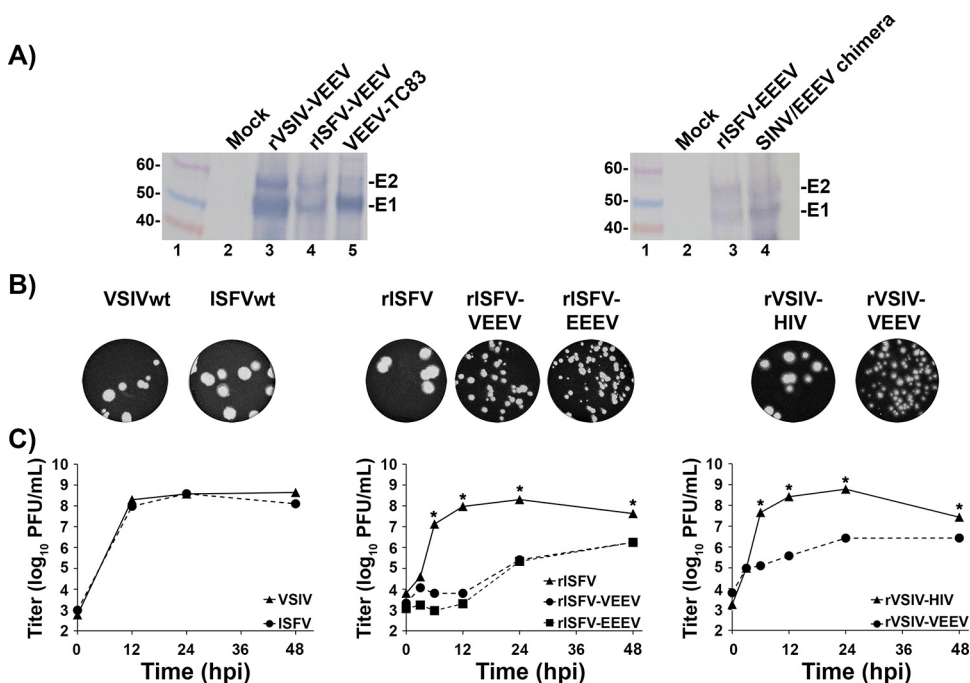 A)
Mock
rVSIV-VEEV
rISFV-VEEV
VEEV-TC83
60-
50-
40-
-E2
-E1
1 2 3 4 5
Mock
rISFV-EEEV
SINV/EEEV chimera
60-
50-
40-
-E2
-E1
1 2 3 4
B)
VSIVwt
ISFVwt
rISFV
rISFV-
VEEV
rISFV-
EEEV
rVSIV-
HIV
rVSIV-
VEEV
C)
Titer (log10 PFU/mL)
10
9
8
7
6
5
4
3
2
VSIV
ISFV
0 12 24 36 48
Time (hpi)
Titer (log10 PFU/mL)
10
9
8
7
6
5
4
3
2
* * * *
rISFV
rISFV-VEEV
rISFV-EEEV
0 12 24 36 48
Time (hpi)
Titer (log10 PFU/mL)
10
9
8
7
6
5
4
3
2
* * * *
rVSIV-HIV
rVSIV-VEEV
0 12 24 36 48
Time (hpi)